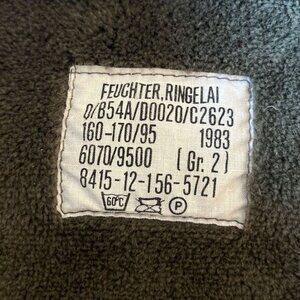 FEUCHTER, RINGELAI
0/B54A/D0020/C2623
160-170/95 1983
6070/9500 (Gr. 2)
8415-12-156-5721
60°C P